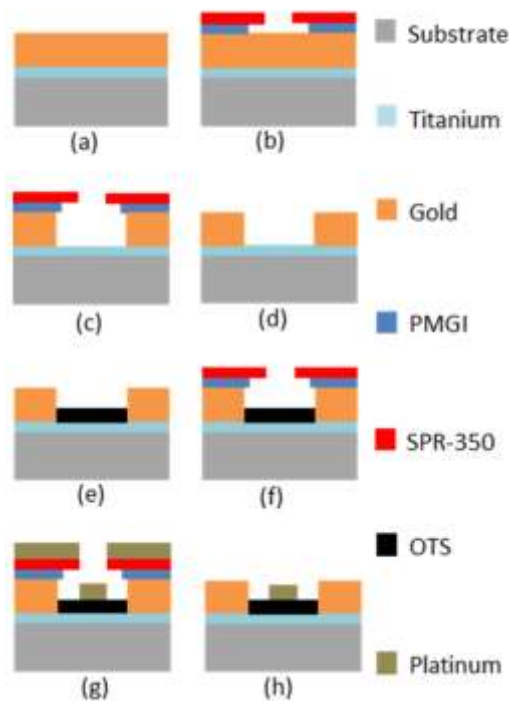 Substrate
(a)
(b)
Titanium
Gold
(c)
(d)
PMGI
(e)
(f)
SPR-350
OTS
(g)
(h)
Platinum